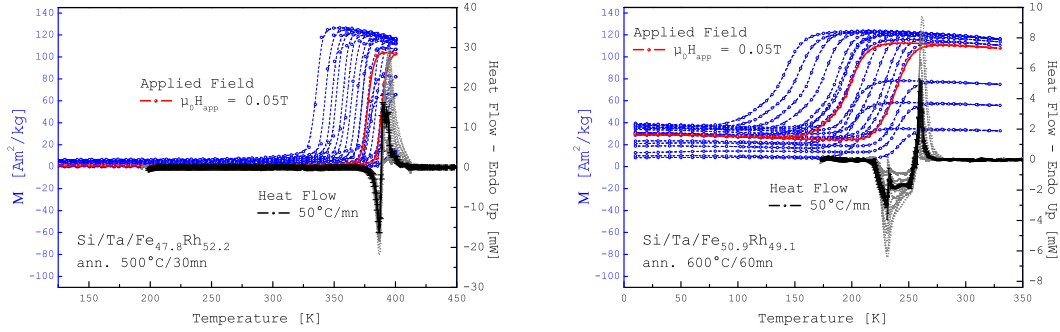 140
120
100
80
60
40
20
0
20
40
60
80
100
M [Am²/kg]
40
30
20
10
0
-10
-20
-30
Heat Flow - Endo Up [mW]
Applied Field
μ₀Hₐₚₚ = 0.05T
Heat Flow
50°C/mn
Si/Ta/Fe₄₇.₈Rh₅₂.₂
ann. 500°C/30mn
150 200 250 300 350 400 450
Temperature [K]
140
120
100
80
60
40
20
0
20
40
60
80
100
M [Am²/kg]
10
8
6
4
2
0
-2
-4
-6
-8
Heat Flow - Endo Up [mW]
Applied Field
μ₀Hₐₚₚ = 0.05T
Heat Flow
50°C/mn
Si/Ta/Fe₅₀.₉Rh₄₉.₁
ann. 600°C/60mn
0 50 100 150 200 250 300 350
Temperature [K]